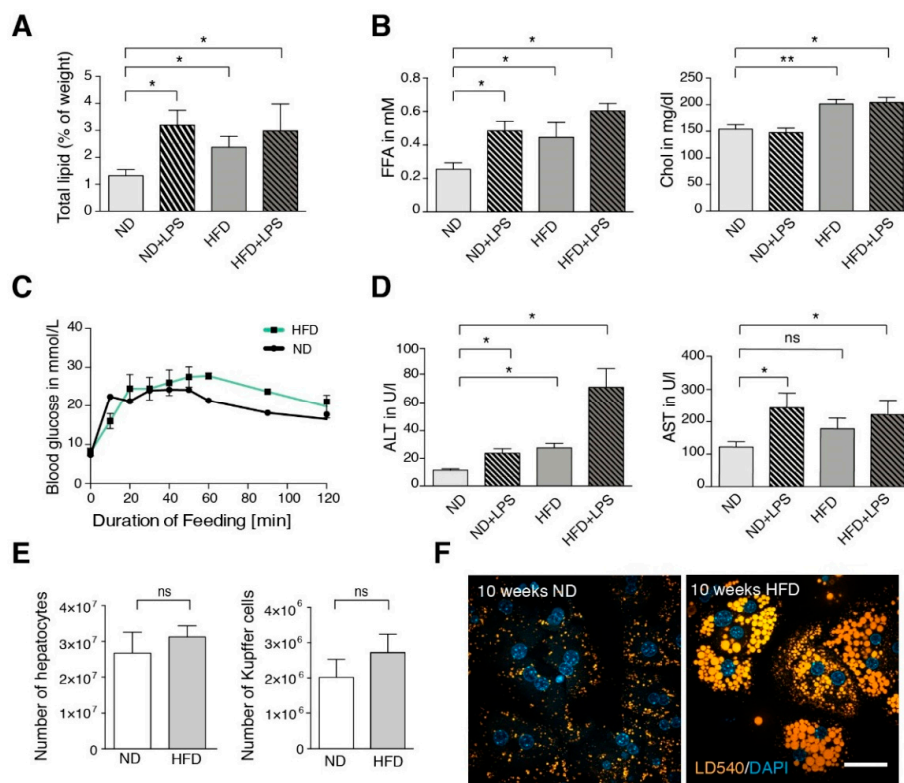 A
*
*
*
Total lipid (% of weight)
5
4
3
2
1
0
ND
ND+LPS
HFD
HFD+LPS
B
*
*
*
FFA in mM
0.8
0.6
0.4
0.2
ND
ND+LPS
HFD
HFD+LPS
*
**
Chol in mg/dl
250
200
150
100
50
0
ND
ND+LPS
HFD
HFD+LPS
C
Blood glucose in mmol/L
40
30
20
10
0
HFD
ND
0
20
40
60
80
100
120
Duration of Feeding [min]
D
*
*
*
ALT in U/l
100
80
60
40
20
0
ND
ND+LPS
HFD
HFD+LPS
*
ns
*
AST in U/l
400
300
200
100
0
ND
ND+LPS
HFD
HFD+LPS
E
ns
Number of hepatocytes
4×10⁷
3×10⁷
2×10⁷
1×10⁷
0
ND
HFD
ns
Number of Kupffer cells
4×10⁶
3×10⁶
2×10⁶
1×10⁶
0
ND
HFD
F
10 weeks ND
10 weeks HFD
LD540/DAPI